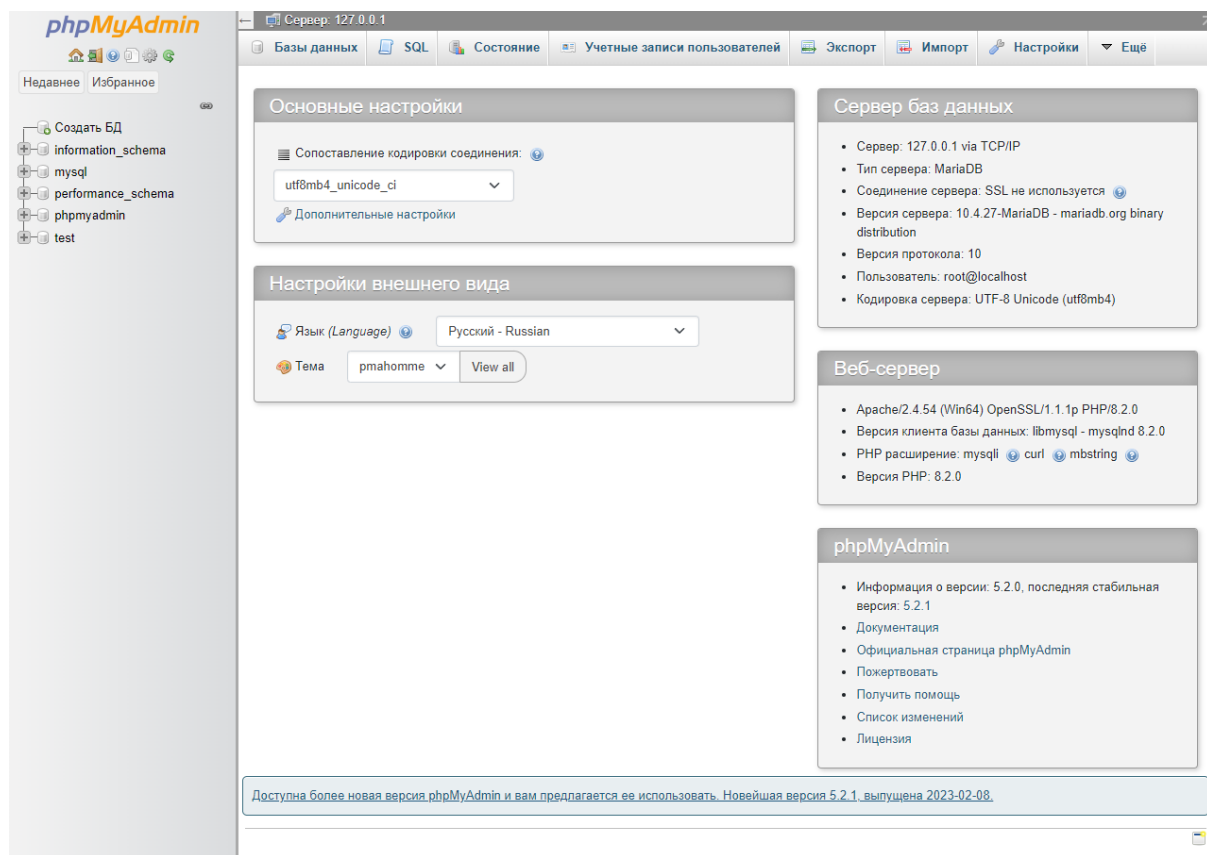 phpMyAdmin
Недавнее Избранное
Создать БД
information_schema
mysql
performance_schema
phpmyadmin
test
Сервер: 127.0.0.1
Базы данных SQL Состояние Учетные записи пользователей Экспорт Импорт Настройки Ещё
Основные настройки
Сопоставление кодировки соединения:
utf8mb4_unicode_ci
Дополнительные настройки
Настройки внешнего вида
Язык (Language) Русский - Russian
Тема pmahomme View all
Сервер баз данных
Сервер: 127.0.0.1 via TCP/IP
Тип сервера: MariaDB
Соединение сервера: SSL не используется
Версия сервера: 10.4.27-MariaDB - mariadb.org binary
distribution
Версия протокола: 10
Пользователь: root@localhost
Кодировка сервера: UTF-8 Unicode (utf8mb4)
Веб-сервер
Apache/2.4.54 (Win64) OpenSSL/1.1.1p PHP/8.2.0
Версия клиента базы данных: libmysql - mysqlnd 8.2.0
PHP расширение: mysqli curl mbstring
Версия PHP: 8.2.0
phpMyAdmin
Информация о версии: 5.2.0, последняя стабильная
версия: 5.2.1
Документация
Официальная страница phpMyAdmin
Пожертвовать
Получить помощь
Список изменений
Лицензия
Доступна более новая версия phpMyAdmin и вам предлагается ее использовать. Новейшая версия 5.2.1, выпущена 2023-02-08.